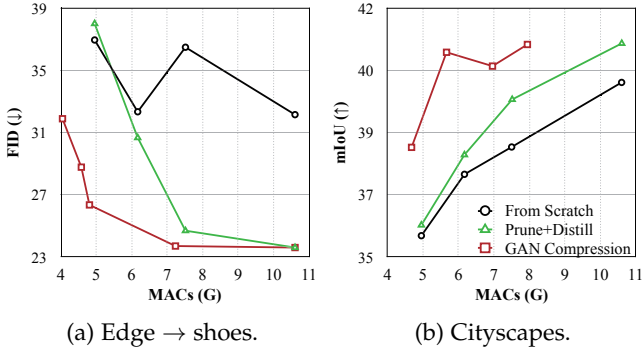 39
35
31
27
23
FID (↓)
4 5 6 7 8 9 10 11
MACs (G)
(a) Edge → shoes.
42
40
38
37
35
mIoU (↑)
From Scratch
Prune+Distill
GAN Compression
4 5 6 7 8 9 10 11
MACs (G)
(b) Cityscapes.